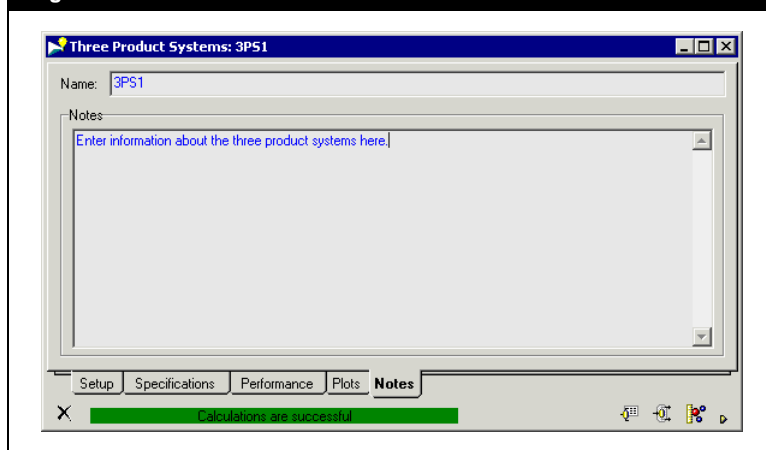 Three Product Systems: 3PS1
Name: 3PS1
Notes
Enter information about the three product systems here.
Setup Specifications Performance Plots Notes
Calculations are successful